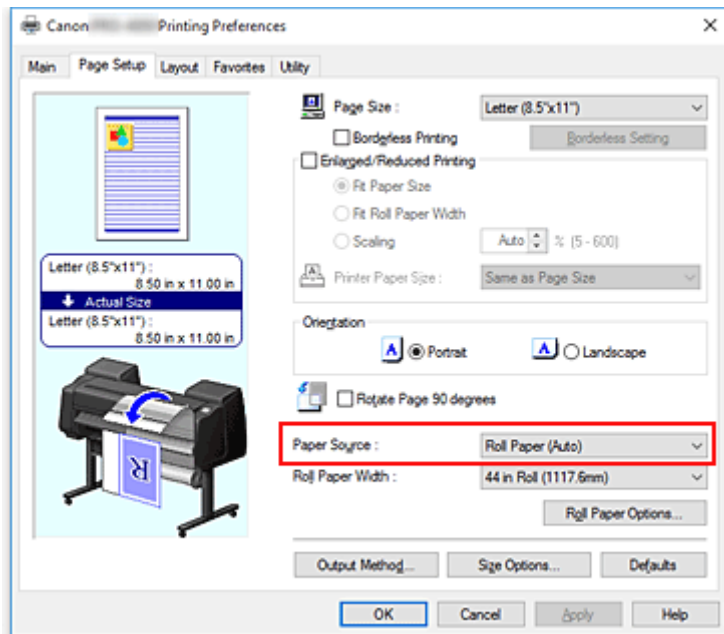 Canon Printing Preferences
Main Page Setup Layout Favorites Utility
Page Size : Letter (8.5"x11")
Borderless Printing Borderless Setting
Enlarged/Reduced Printing
Fit Paper Size
Fit Roll Paper Width
Scaling Auto % (5 - 600)
Printer Paper Size : Same as Page Size
Letter (8.5"x11") :
8.50 in x 11.00 in
Actual Size
Letter (8.5"x11") :
8.50 in x 11.00 in
Orientation
A Portrait A Landscape
Rotate Page 90 degrees
Paper Source : Roll Paper (Auto)
Roll Paper Width : 44 in Roll (1117.6mm)
Roll Paper Options...
Output Method... Size Options... Defaults
OK Cancel Apply Help